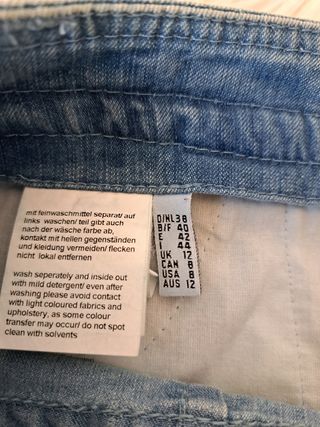 mit feinwaschmittel separat/ auf
links waschen/ teil gibt auch
nach der wäsche farbe ab,
kontakt mit hellen gegenständen
und kleidung vermeiden/ flecken
nicht lokal entfernen
wash seperately and inside out
with mild detergent/ even after
washing please avoid contact
with light coloured fabrics and
upholstery, as some colour
transfer may occur/ do not spot
clean with solvents
D/NL 38
B/F 40
E 42
I 44
UK 12
CAN 8
USA 8
AUS 12